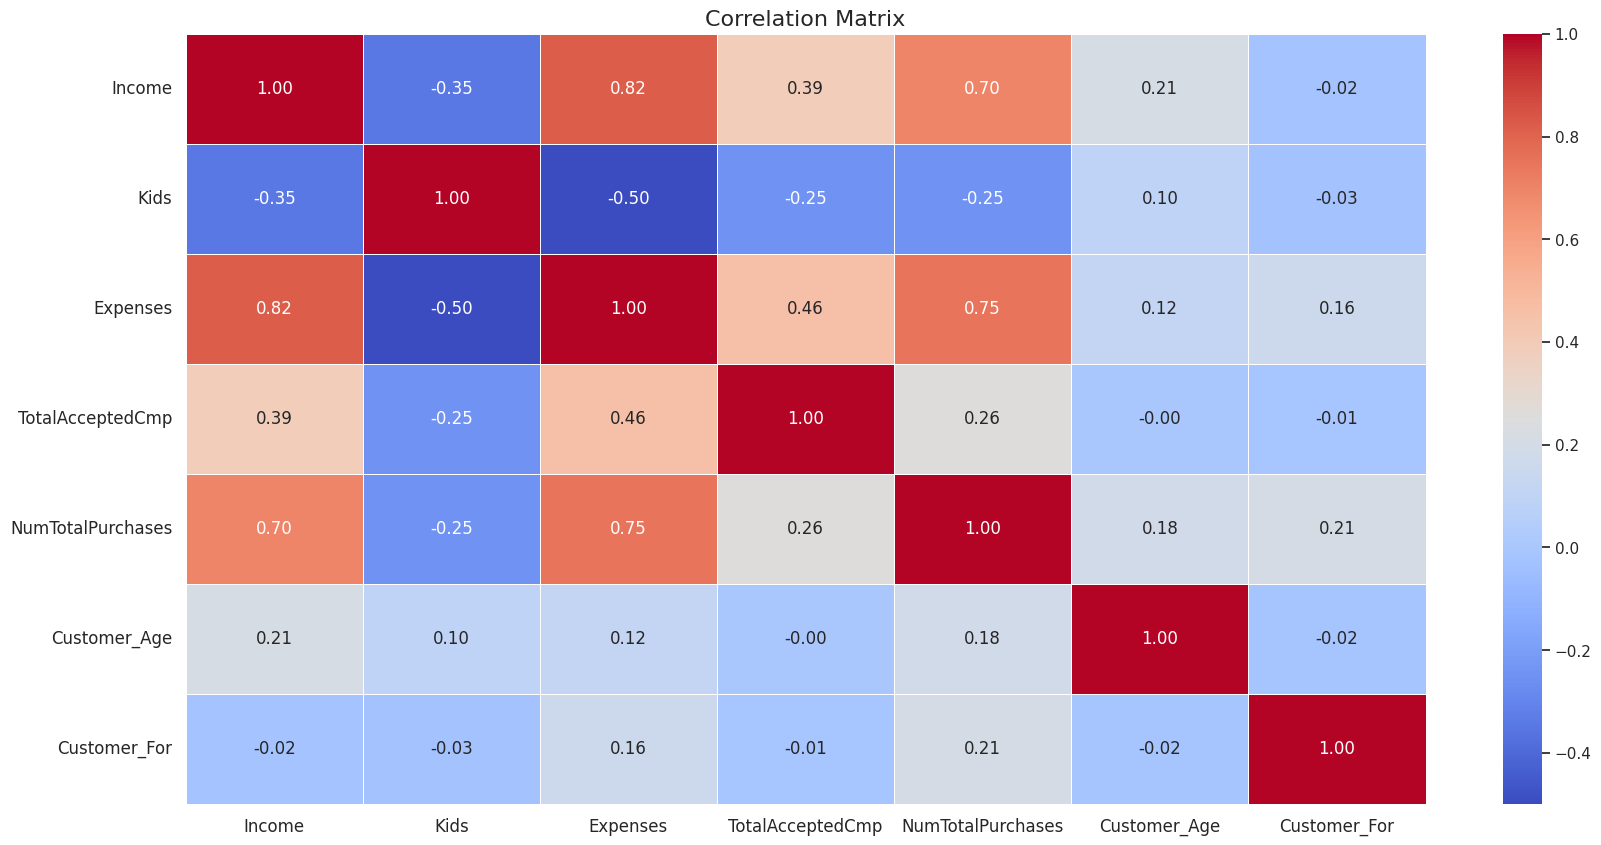 Correlation Matrix
Income 1.00 -0.35 0.82 0.39 0.70 0.21 -0.02
Kids -0.35 1.00 -0.50 -0.25 -0.25 0.10 -0.03
Expenses 0.82 -0.50 1.00 0.46 0.75 0.12 0.16
TotalAcceptedCmp 0.39 -0.25 0.46 1.00 0.26 -0.00 -0.01
NumTotalPurchases 0.70 -0.25 0.75 0.26 1.00 0.18 0.21
Customer_Age 0.21 0.10 0.12 -0.00 0.18 1.00 -0.02
Customer_For -0.02 -0.03 0.16 -0.01 0.21 -0.02 1.00
Income Kids Expenses TotalAcceptedCmp NumTotalPurchases Customer_Age Customer_For
1.0
0.8
0.6
0.4
0.2
0.0
−0.2
−0.4